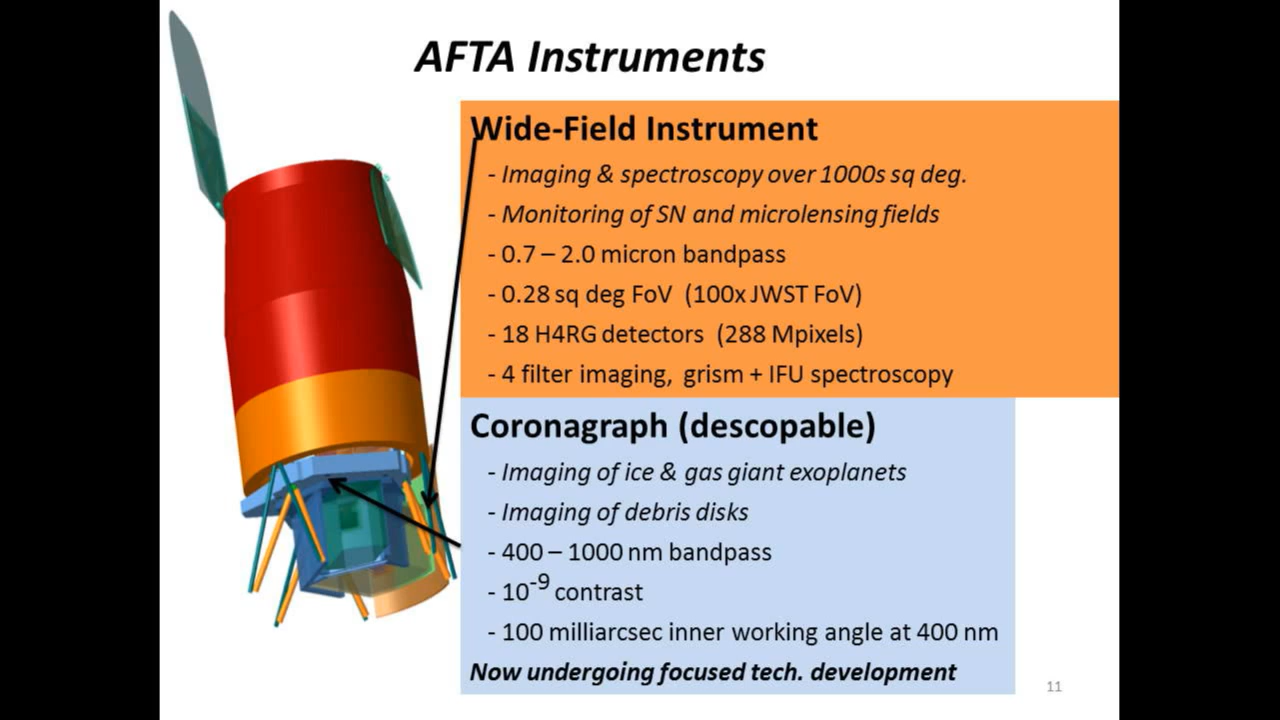 AFTA Instruments
Wide-Field Instrument
- Imaging & spectroscopy over 1000s sq deg.
- Monitoring of SN and microlensing fields
- 0.7 – 2.0 micron bandpass
- 0.28 sq deg FoV (100x JWST FoV)
- 18 H4RG detectors (288 Mpixels)
- 4 filter imaging, grism + IFU spectroscopy
Coronagraph (descopable)
- Imaging of ice & gas giant exoplanets
- Imaging of debris disks
- 400 – 1000 nm bandpass
- 10⁻⁹ contrast
- 100 milliarcsec inner working angle at 400 nm
Now undergoing focused tech. development
11